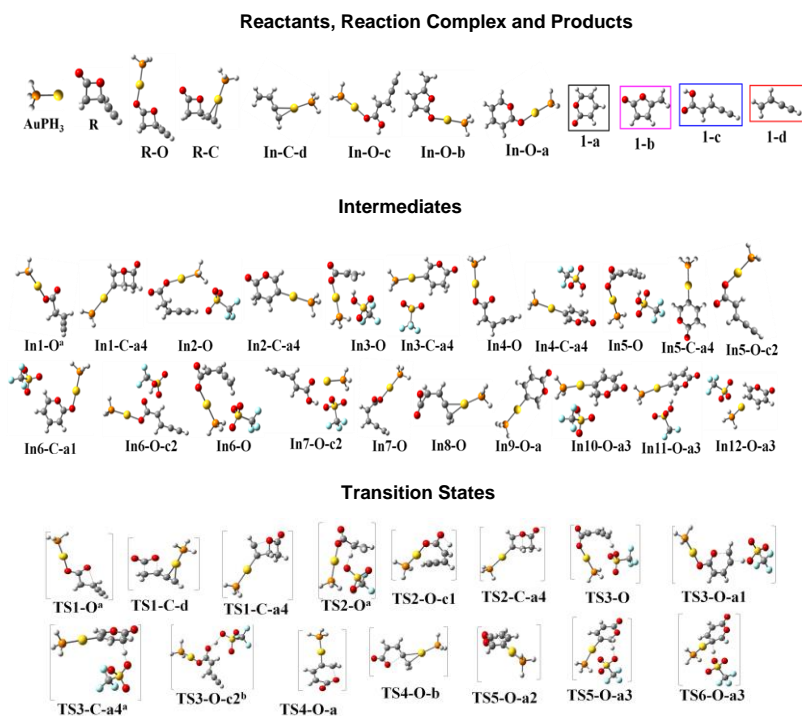 Reactants, Reaction Complex and Products
AuPH3 R R-O R-C In-C-d In-O-c In-O-b In-O-a 1-a 1-b 1-c 1-d
Intermediates
In1-Oa In1-C-a4 In2-O In2-C-a4 In3-O In3-C-a4 In4-O In4-C-a4 In5-O In5-C-a4 In5-O-c2
In6-C-a1 In6-O-c2 In6-O In7-O-c2 In7-O In8-O In9-O-a In10-O-a3 In11-O-a3 In12-O-a3
Transition States
TS1-Oa TS1-C-d TS1-C-a4 TS2-Oa TS2-O-c1 TS2-C-a4 TS3-O TS3-O-a1
TS3-C-a4a TS3-O-c2b TS4-O-a TS4-O-b TS5-O-a2 TS5-O-a3 TS6-O-a3